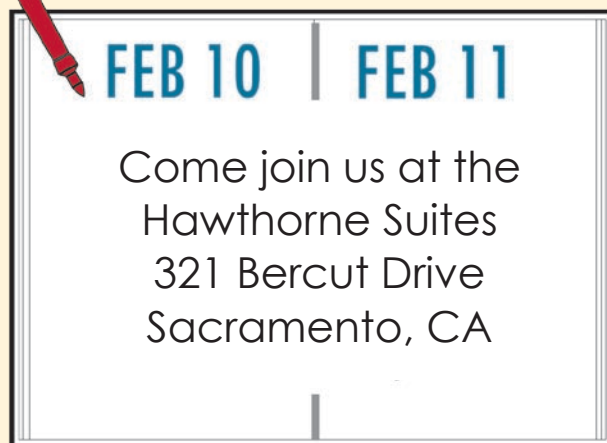 FEB 10 FEB 11
Come join us at the
Hawthorne Suites
321 Bercut Drive
Sacramento, CA